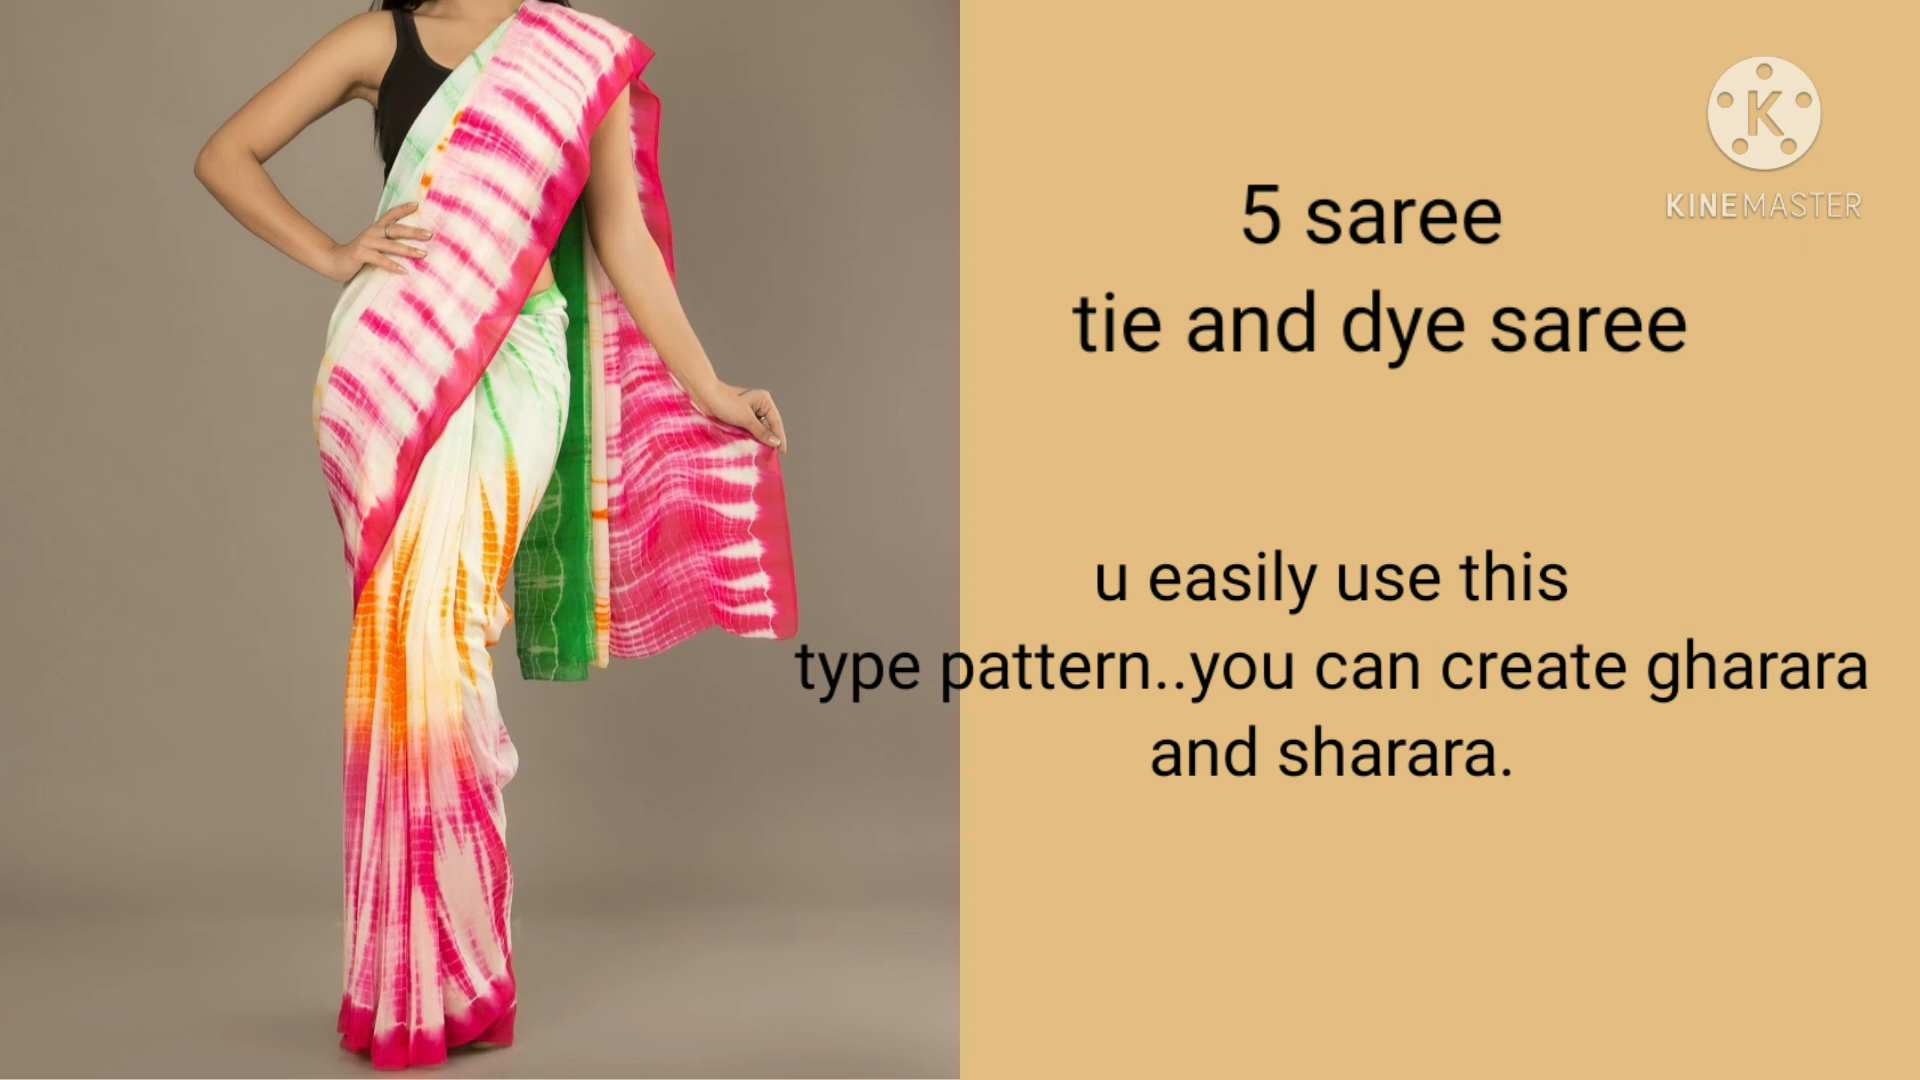 K
KINEMASTER
5 saree
tie and dye saree
u easily use this
type pattern..you can create gharara
and sharara.